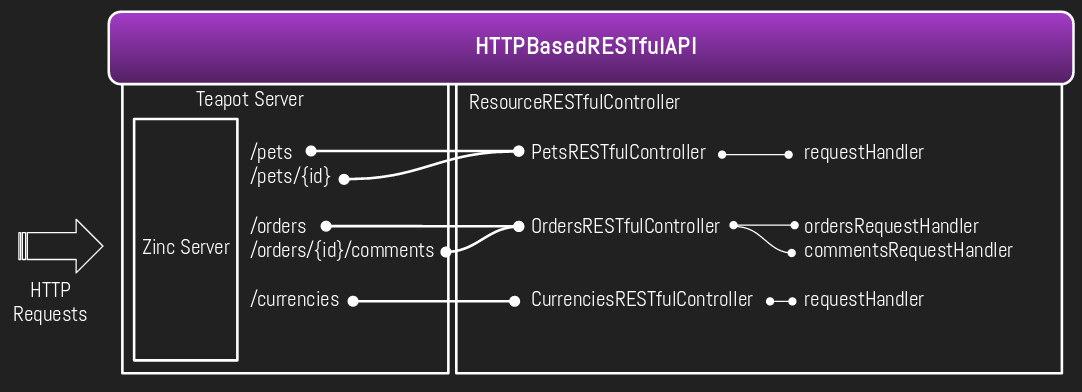 HTTPBasedRESTfulAPI
Teapot Server
ResourceRESTfulController
/pets
PetsRESTfulController
requestHandler
/pets/{id}
/orders
OrdersRESTfulController
ordersRequestHandler
Zinc Server
/orders/{id}/comments
commentsRequestHandler
HTTP
Requests
/currencies
CurrenciesRESTfulController
requestHandler